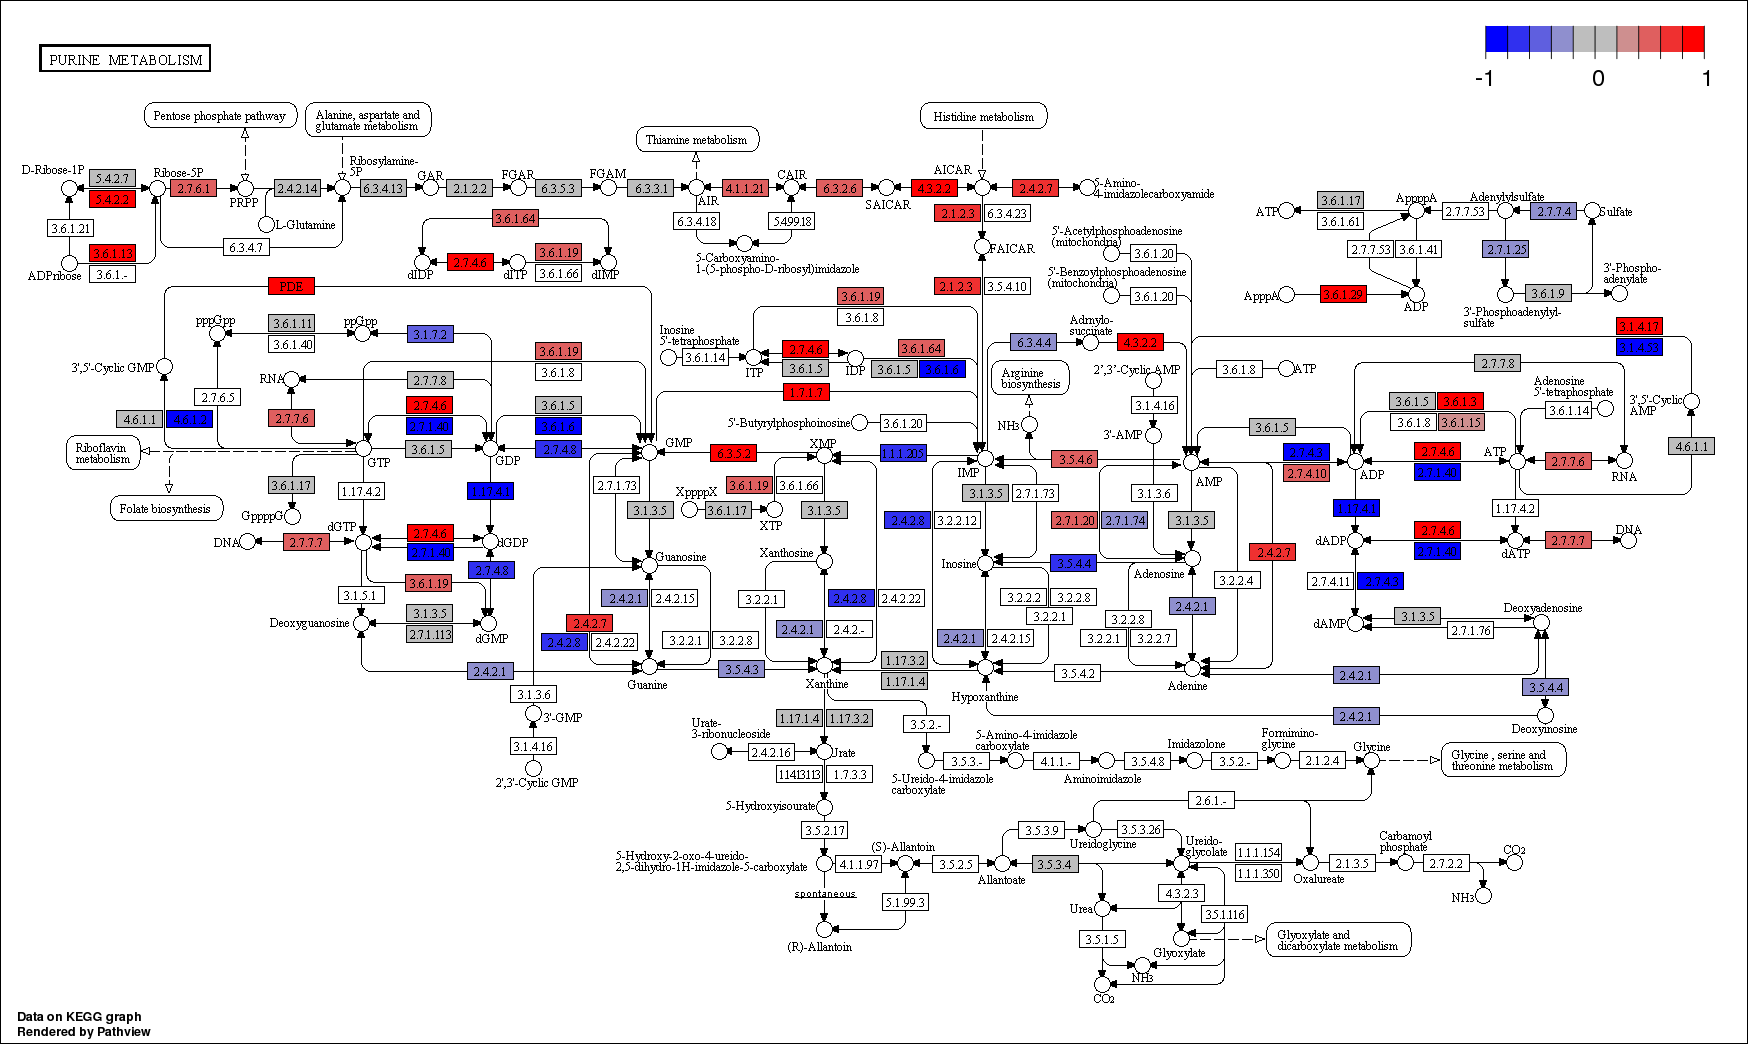 PURINE METABOLISM
-1
0
1
Pentose phosphate pathway
Alanine, aspartate and
glutamate metabolism
Thiamine metabolism
Histidine metabolism
D-Ribose-1P
5.4.2.7
5.4.2.2
Ribose-5P
2.7.6.1
PRPP
2.4.2.14
Ribosylamine-
5P
6.3.4.13
GAR
2.1.2.2
FGAR
6.3.5.3
FGAM
6.3.3.1
AIR
4.1.1.21
CAIR
6.3.2.6
SAICAR
4.3.2.2
AICAR
2.4.2.7
5-Amino-
4-imidazolecarboxyamide
3.6.1.21
L-Glutamine
6.3.4.7
3.6.1.13
3.6.1.-
ADPribose
3.6.1.64
3.6.1.19
2.7.4.6
3.6.1.66
dIDP
dITP
dIMP
6.3.4.18
5.4.99.18
5-Carboxyamino-
1-(5-phospho-D-ribosyl)imidazole
2.1.2.3
6.3.4.23
FAICAR
2.1.2.3
3.5.4.10
5'-Acetylphosphoadenosine
(mitochondria)
3.6.1.20
5'-Benzoylphosphoadenosine
(mitochondria)
3.6.1.20
ATP
3.6.1.17
3.6.1.61
AppppA
2.7.7.53
Adenylylsulfate
2.7.7.4
Sulfate
2.7.7.53
3.6.1.41
2.7.1.25
ApppA
3.6.1.29
ADP
3.6.1.9
3'-Phospho-
adenylate
3'-Phosphoadenylyl-
sulfate
PDE
pppGpp
3.6.1.11
3.6.1.40
ppGpp
3.1.7.2
3',5'-Cyclic GMP
2.7.6.5
RNA
2.7.7.8
2.7.7.6
3.6.1.19
3.6.1.8
4.6.1.1
4.6.1.2
2.7.4.6
2.7.1.40
3.6.1.5
3.6.1.6
Riboflavin
metabolism
GTP
3.6.1.5
GDP
2.7.4.8
GMP
Folate biosynthesis
3.6.1.17
GppppG
1.17.4.2
1.17.4.1
DNA
2.7.7.7
dGTP
2.7.4.6
2.7.1.40
dGDP
3.6.1.19
2.7.4.8
3.1.5.1
3.1.3.5
2.7.1.113
Deoxyguanosine
dGMP
2.4.2.1
Inosine
5'-tetraphosphate
3.6.1.14
ITP
3.6.1.19
3.6.1.8
2.7.4.6
3.6.1.5
IDP
3.6.1.64
3.6.1.5
3.6.1.6
1.7.1.7
5'-Butyrylphosphoinosine
3.6.1.20
6.3.5.2
XMP
1.1.1.205
IMP
2.7.1.73
3.1.3.5
XppppX
3.6.1.17
3.6.1.19
3.6.1.66
XTP
3.1.3.5
3.1.3.5
2.7.1.73
Guanosine
Xanthosine
2.4.2.8
3.2.2.12
Inosine
2.4.2.1
2.4.2.15
2.4.2.7
2.4.2.8
2.4.2.22
3.2.2.1
3.2.2.8
Guanine
3.5.4.3
3.2.2.1
2.4.2.8
2.4.2.22
2.4.2.1
2.4.2.-
Xanthine
1.17.3.2
1.17.1.4
6.3.4.4
Adrnylo-
succinate
4.3.2.2
Arginine
biosynthesis
NH3
2',3'-Cyclic AMP
3.1.4.16
3'-AMP
3.5.4.6
AMP
3.6.1.8
ATP
3.1.3.6
2.7.1.20
2.7.1.74
3.1.3.5
3.5.4.4
Adenosine
2.4.2.7
3.2.2.4
3.2.2.2
3.2.2.8
3.2.2.1
2.4.2.1
2.4.2.15
2.4.2.1
3.2.2.8
3.2.2.1
3.2.2.7
Hypoxanthine
3.5.4.2
Adenine
3.1.4.17
3.1.4.53
2.7.7.8
Adenosine
5'-tetraphosphate
3.6.1.14
3',5'-Cyclic
AMP
3.6.1.5
3.6.1.3
3.6.1.8
3.6.1.15
3.6.1.5
2.7.4.3
2.7.4.10
ADP
2.7.4.6
2.7.1.40
ATP
2.7.7.6
RNA
4.6.1.1
1.17.4.1
1.17.4.2
dADP
2.7.4.6
2.7.1.40
dATP
2.7.7.7
DNA
2.7.4.11
2.7.4.3
dAMP
3.1.3.5
2.7.1.76
Deoxyadenosine
2.4.2.1
3.5.4.4
2.4.2.1
Deoxyinosine
3.1.3.6
3'-GMP
3.1.4.16
2',3'-Cyclic GMP
1.17.1.4
1.17.3.2
Urate-
3-ribonucleoside
2.4.2.16
Urate
1.14.13.113
1.7.3.3
5-Hydroxyisourate
3.5.2.17
5-Hydroxy-2-oxo-4-ureido-
2,5-dihydro-1H-imidazole-5-carboxylate
4.1.1.97
(S)-Allantoin
spontaneous
5.1.99.3
(R)-Allantoin
3.5.2.-
5-Ureido-4-imidazole
carboxylate
3.5.3.-
5-Amino-4-imidazole
carboxylate
4.1.1.-
Aminoimidazole
3.5.4.8
Imidazolone
3.5.2.-
Formimino-
glycine
2.1.2.4
Glycine
Glycine , serine and
threonine metabolism
2.6.1.-
3.5.2.5
Allantoate
3.5.3.9
Ureidoglycine
3.5.3.26
3.5.3.4
Ureido-
glycolate
1.1.1.154
1.1.1.350
Oxalureate
2.1.3.5
Carbamoyl
phosphate
2.7.2.2
CO2
NH3
4.3.2.3
Urea
3.5.1.116
3.5.1.5
Glyoxylate
Glyoxylate and
dicarboxylate metabolism
NH3
CO2
Data on KEGG graph
Rendered by Pathview